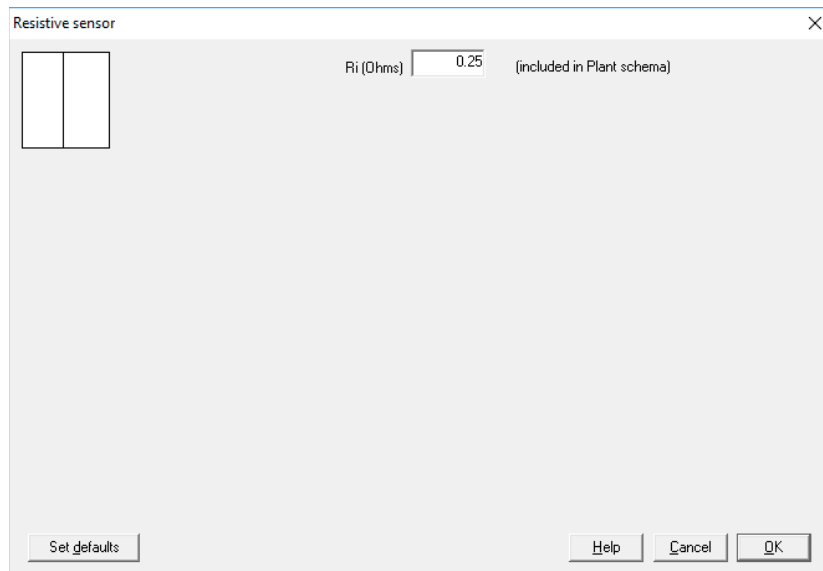 Resistive sensor
Ri (Ohms) 0.25 (included in Plant schema)
Set defaults Help Cancel OK